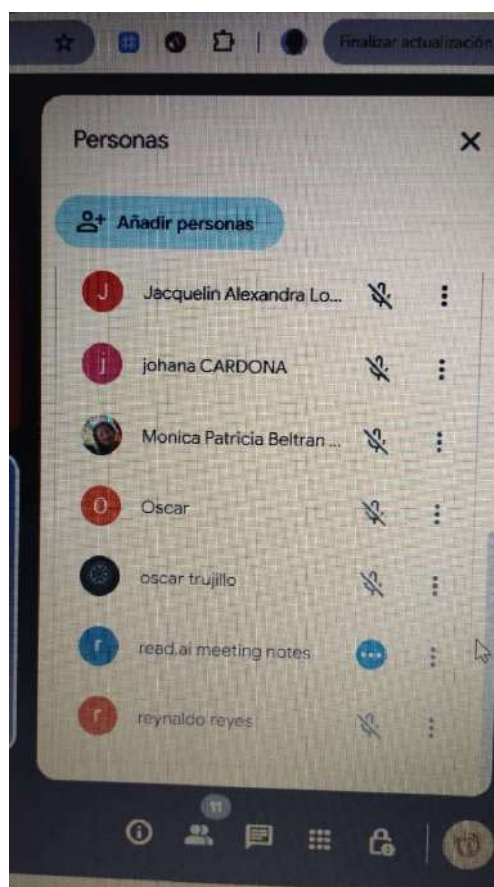 Finalizar actualización
Personas
Añadir personas
J
Jacquelin Alexandra Lo...
j
johana CARDONA
Monica Patricia Beltran ...
O
Oscar
oscar trujillo
r
read.ai meeting notes
r
reynaldo reyes
11